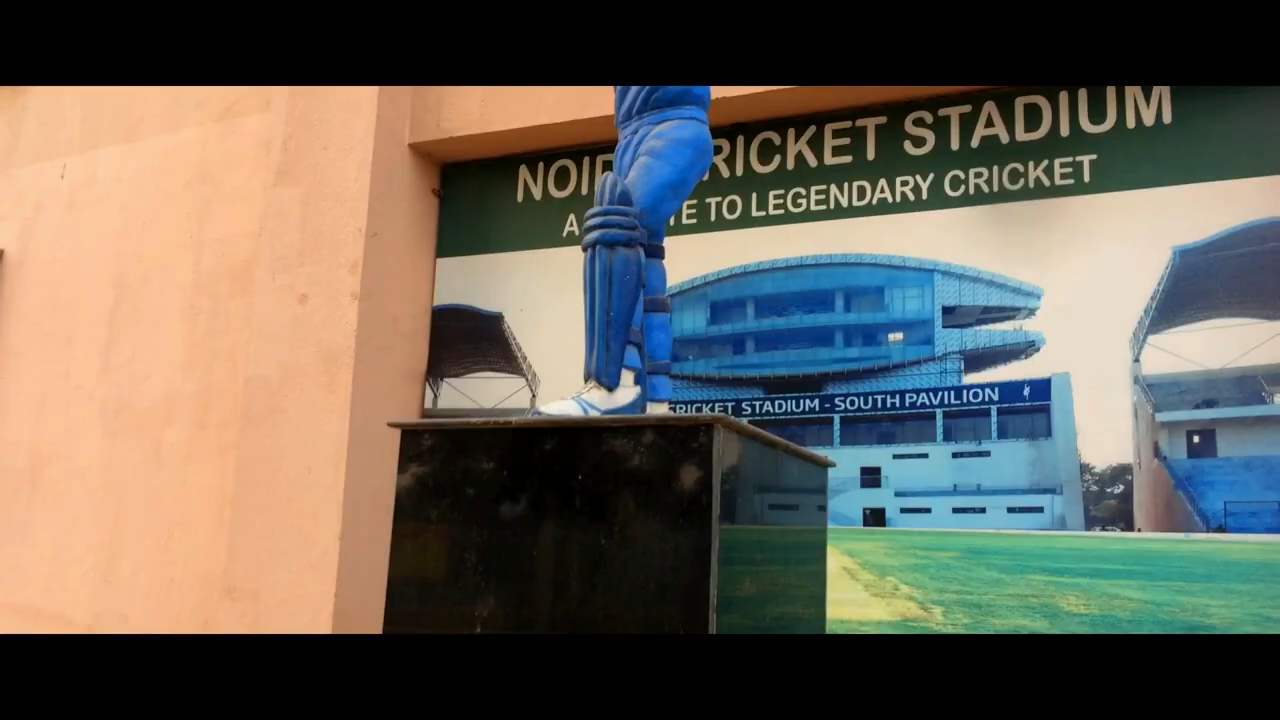 NOI RICKET STADIUM
A TE TO LEGENDARY CRICKET
CRICKET STADIUM - SOUTH PAVILION